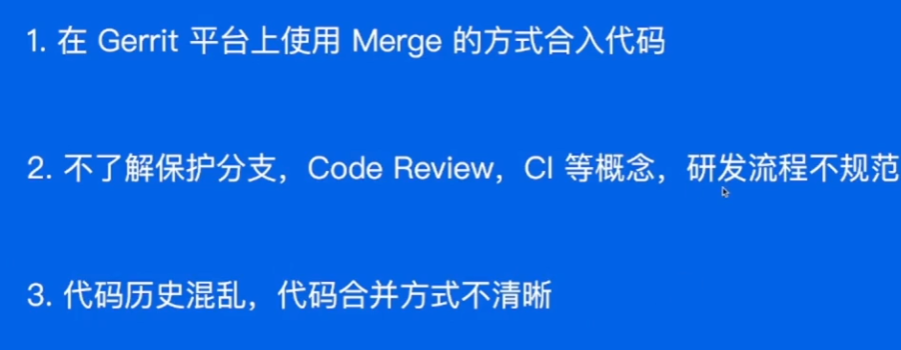 1. 在 Gerrit 平台上使用 Merge 的方式合入代码
2. 不了解保护分支，Code Review，CI 等概念，研发流程不规范
3. 代码历史混乱，代码合并方式不清晰